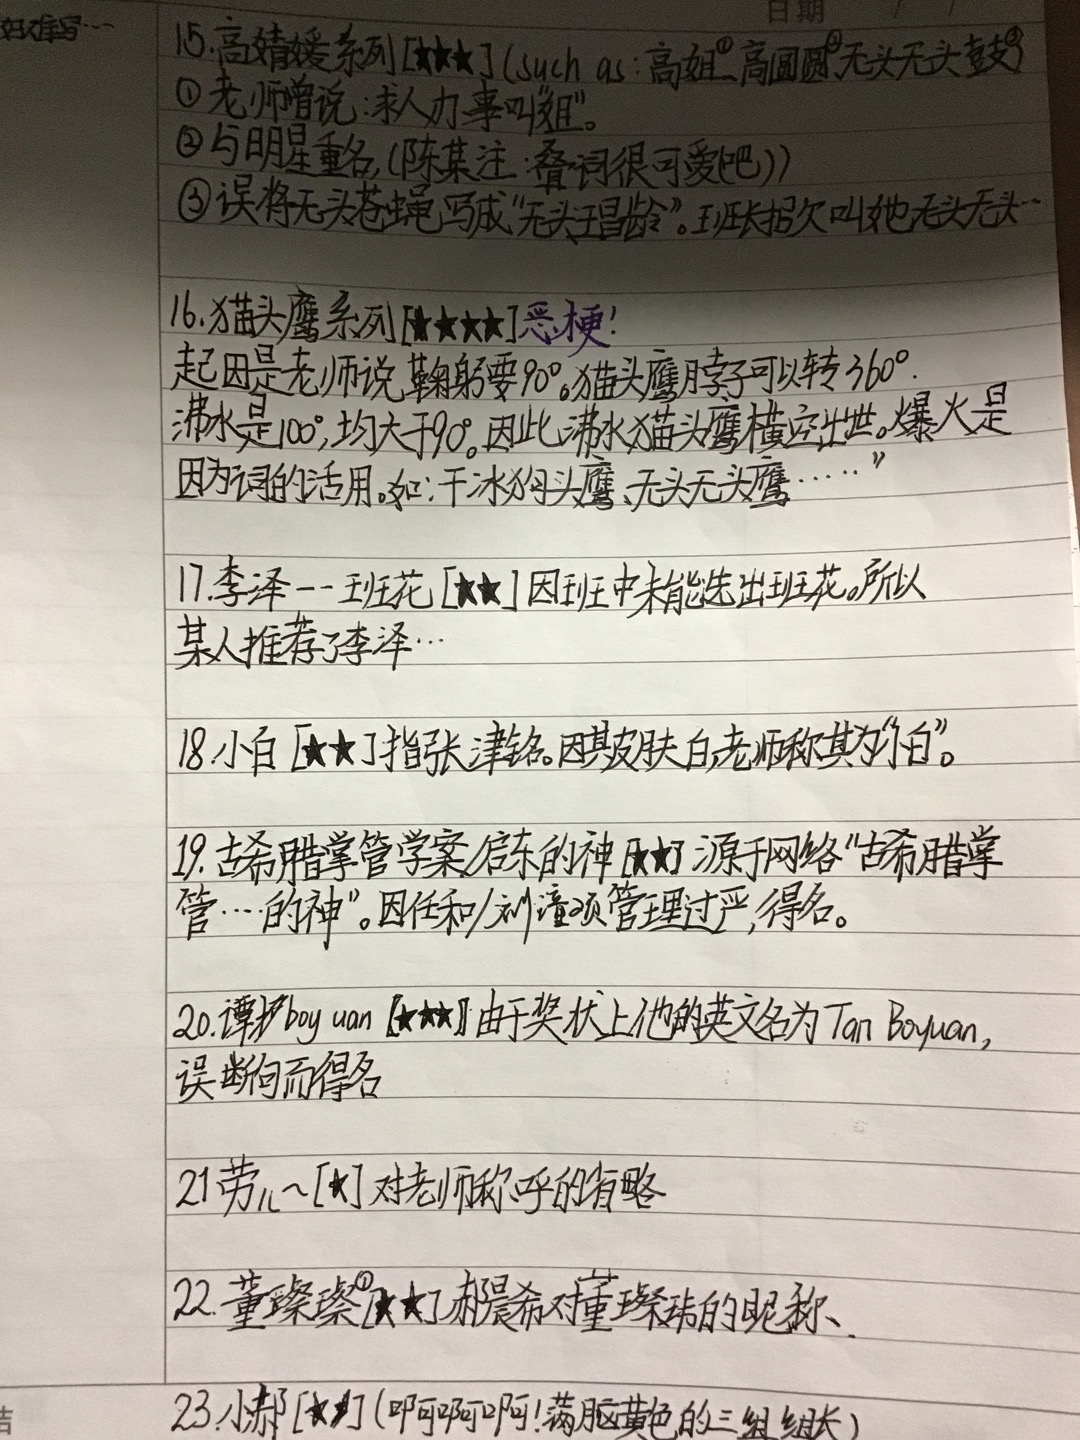 日期 / /
15.高婧媛系列[★★★](such as:高姐①、高圆圆②无头无头鼓③)
①老师曾说:求人办事叫"姐"。
②与明星重名,(陈某注:叠词很可爱吧))
③误将无头苍蝇写成"无头王昌龄"。班长招欠叫她无头无头…
16.猫头鹰系列[★★★★]恶梗!
起因是老师说鞠躬要90°。猫头鹰脖子可以转360°.
沸水是100°,均大于90°。因此,沸水猫头鹰横空出世。爆火是
因为词的活用。如:干冰狗头鹰、无头无头鹰……"
17.李泽--班花[★★]因班中未能选出班花。所以
某人推荐了李泽…
18.小白[★★]指张津铭。因其皮肤白,老师称其为"小白"。
19.古希腊掌管学案/启东的神[★★]源于网络"古希腊掌
管……的神"。因任和/刘潼项管理过严,得名。
20.谭boy uan[★★★]由于奖状上他的英文名为Tan Boyuan,
误断句而得名
21劳儿~[★]对老师称呼的省略
22.董璨璨①[★★]郝晨希对董璨玮的昵称、
23.小郝[★★](啊啊啊!满脑黄色的三组组长)
结